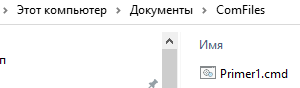 › Этот компьютер › Документы › ComFiles
Имя
п
Primer1.cmd